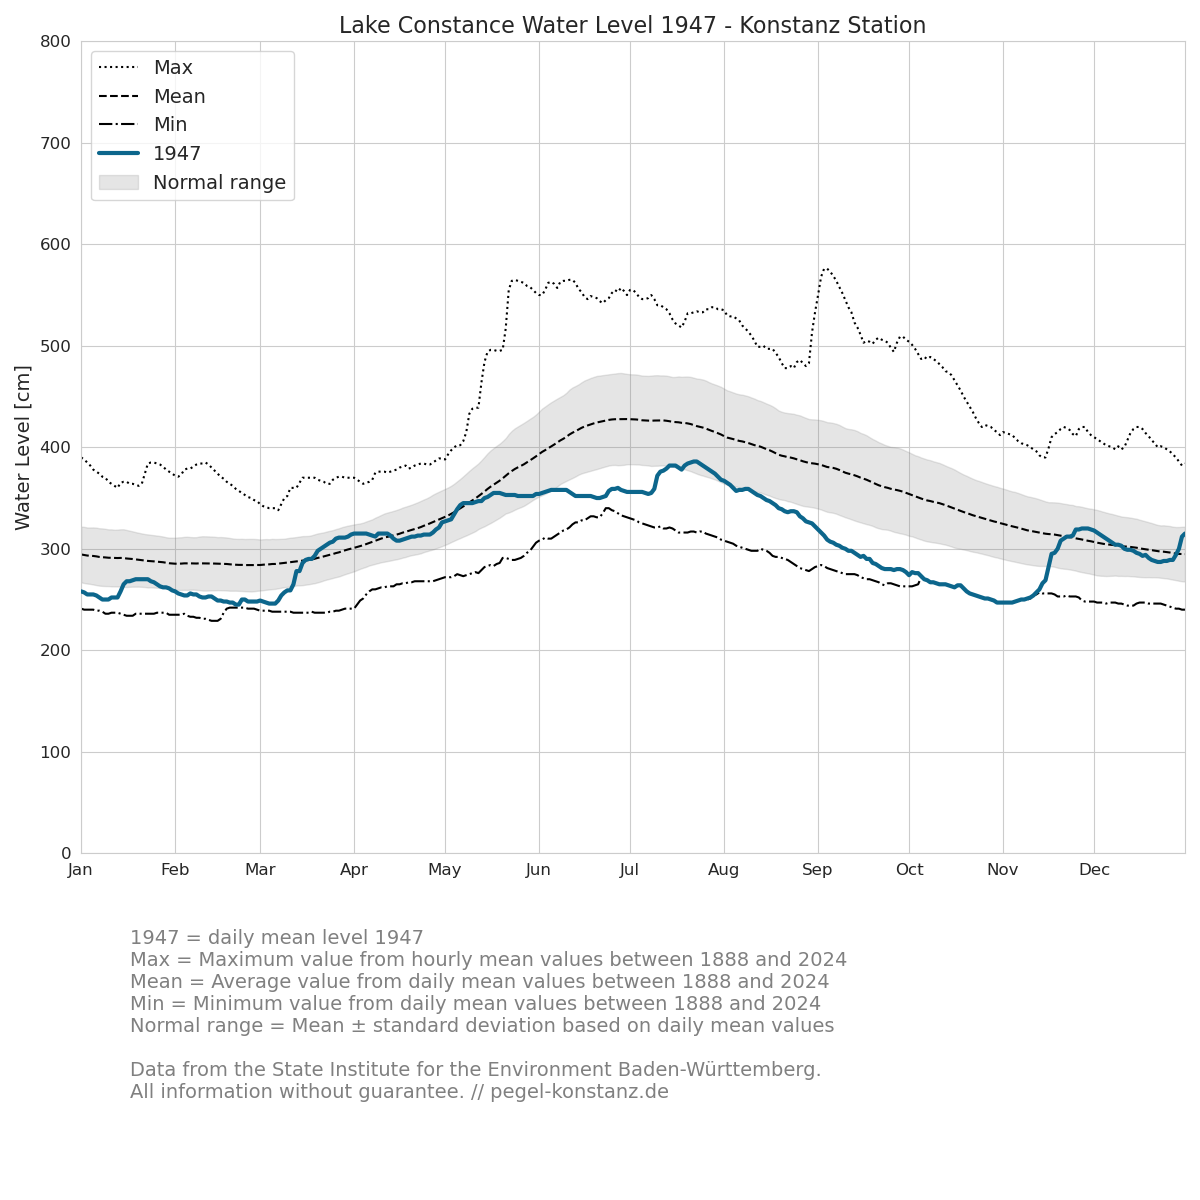 Lake Constance Water Level 1947 - Konstanz Station
800
700
600
500
400
300
200
100
0
Water Level [cm]
Max
Mean
Min
1947
Normal range
Jan Feb Mar Apr May Jun Jul Aug Sep Oct Nov Dec
1947 = daily mean level 1947
Max = Maximum value from hourly mean values between 1888 and 2024
Mean = Average value from daily mean values between 1888 and 2024
Min = Minimum value from daily mean values between 1888 and 2024
Normal range = Mean ± standard deviation based on daily mean values
Data from the State Institute for the Environment Baden-Württemberg.
All information without guarantee. // pegel-konstanz.de